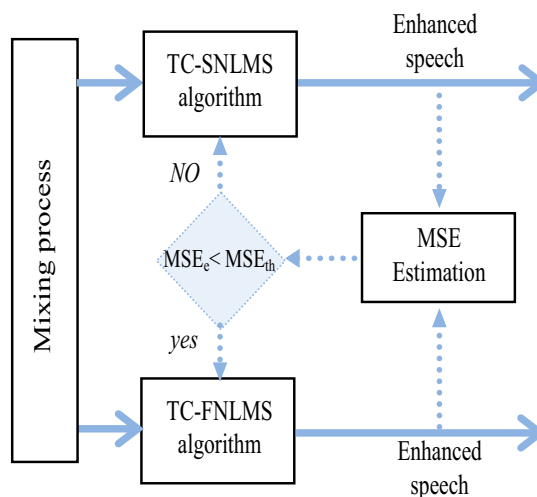 Mixing process
TC-SNLMS
algorithm
Enhanced
speech
NO
MSEe< MSEth
MSE
Estimation
yes
TC-FNLMS
algorithm
Enhanced
speech